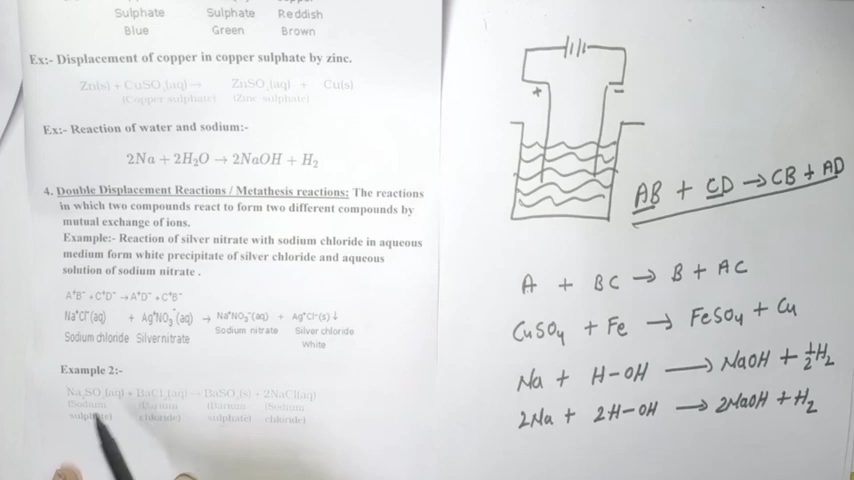 Sulphate Sulphate Reddish
Blue Green Brown
Ex:- Displacement of copper in copper sulphate by zinc.
Zn(s) + CuSO₄(aq) → ZnSO₄(aq) + Cu(s)
(Copper sulphate) (Zinc sulphate)
Ex:- Reaction of water and sodium:-
2Na + 2H₂O → 2NaOH + H₂
4. Double Displacement Reactions / Metathesis reactions: The reactions
in which two compounds react to form two different compounds by
mutual exchange of ions.
Example:- Reaction of silver nitrate with sodium chloride in aqueous
medium form white precipitate of silver chloride and aqueous
solution of sodium nitrate .
A⁺B⁻ + C⁺D⁻ → A⁺D⁻ + C⁺B⁻
Na⁺Cl⁻(aq) + Ag⁺NO₃⁻(aq) → Na⁺NO₃⁻(aq) + Ag⁺Cl⁻(s)↓
Sodium chloride Silver nitrate Sodium nitrate Silver chloride
White
Example 2:-
Na₂SO₄(aq) + BaCl₂(aq) → BaSO₄(s) + 2NaCl(aq)
(Sodium (Barium (Barium (Sodium
sulphate) chloride) sulphate) chloride)
+ −
AB + CD → CB + AD
A + BC → B + AC
CuSO₄ + Fe → FeSO₄ + Cu
Na + H-OH → NaOH + ½H₂
2Na + 2H-OH → 2NaOH + H₂